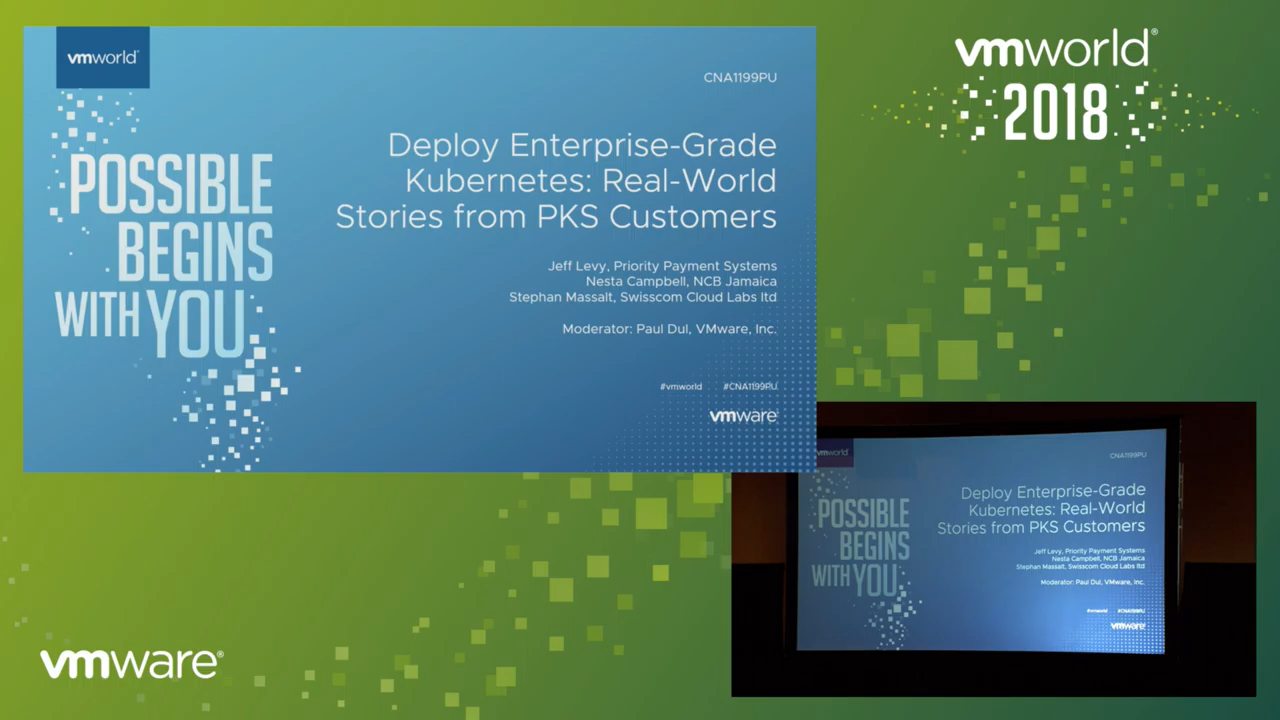 vmworld
CNA1199PU
Deploy Enterprise-Grade
Kubernetes: Real-World
Stories from PKS Customers
POSSIBLE
BEGINS
WITH YOU
Jeff Levy, Priority Payment Systems
Nesta Campbell, NCB Jamaica
Stephan Massalt, Swisscom Cloud Labs ltd
Moderator: Paul Dul, VMware, Inc.
#vmworld #CNA1199PU
vmware
vmworld®
2018
vmworld
CNA1199PU
Deploy Enterprise-Grade
Kubernetes: Real-World
Stories from PKS Customers
POSSIBLE
BEGINS
WITH YOU
Jeff Levy, Priority Payment Systems
Nesta Campbell, NCB Jamaica
Stephan Massalt, Swisscom Cloud Labs ltd
Moderator: Paul Dul, VMware, Inc.
#vmworld #CNA1199PU
vmware
vmware®